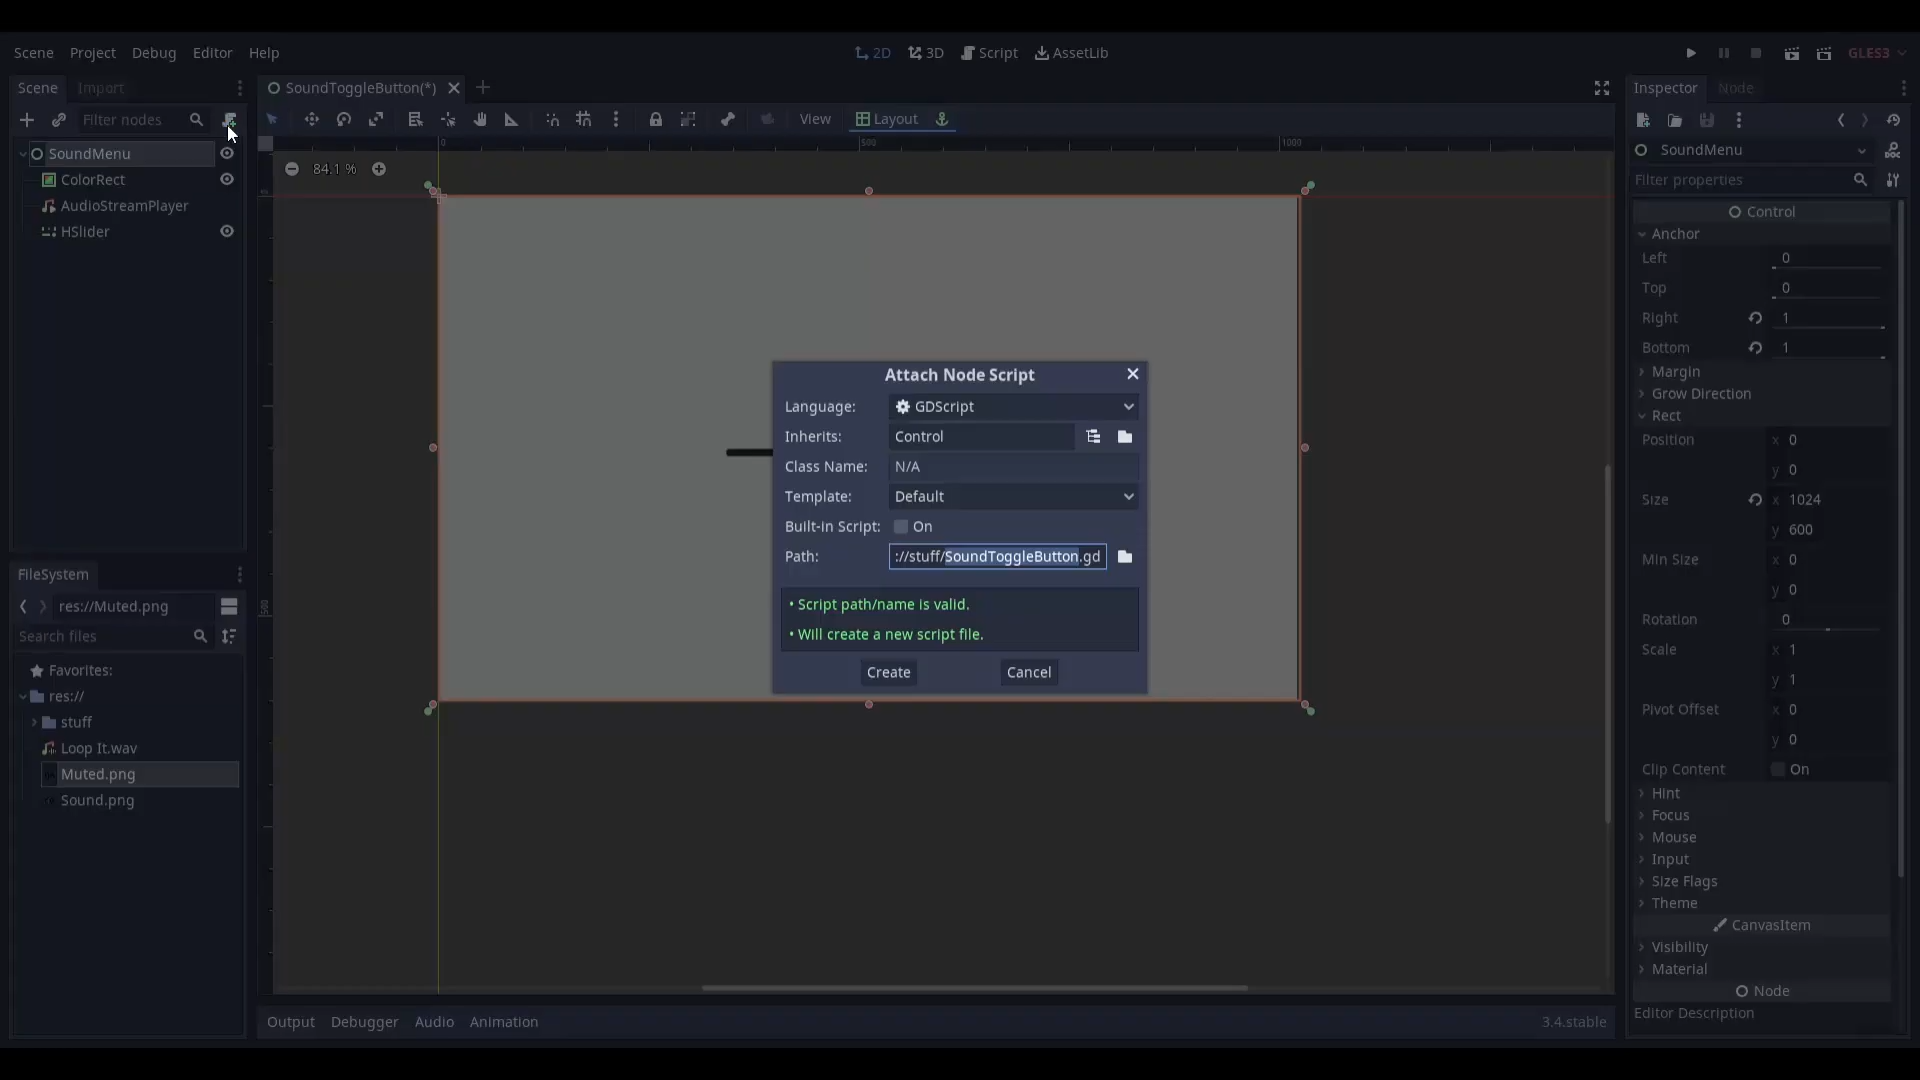 Scene Project Debug Editor Help 2D 3D Script AssetLib GLES3
Scene Import
SoundToggleButton(*)
Inspector Node
Filter nodes
View Layout
SoundMenu
ColorRect
AudioStreamPlayer
HSlider
0 500 1000
84.1 %
500
Attach Node Script
Language: GDScript
Inherits: Control
Class Name: N/A
Template: Default
Built-in Script: On
Path: ://stuff/SoundToggleButton.gd
• Script path/name is valid.
• Will create a new script file.
Create Cancel
FileSystem
res://Muted.png
Search files
Favorites:
res://
stuff
Loop It.wav
Muted.png
Sound.png
Output Debugger Audio Animation 3.4.stable
SoundMenu
Filter properties
Control
Anchor
Left 0
Top 0
Right 1
Bottom 1
Margin
Grow Direction
Rect
Position x 0
y 0
Size x 1024
y 600
Min Size x 0
y 0
Rotation 0
Scale x 1
y 1
Pivot Offset x 0
y 0
Clip Content On
Hint
Focus
Mouse
Input
Size Flags
Theme
CanvasItem
Visibility
Material
Node
Editor Description